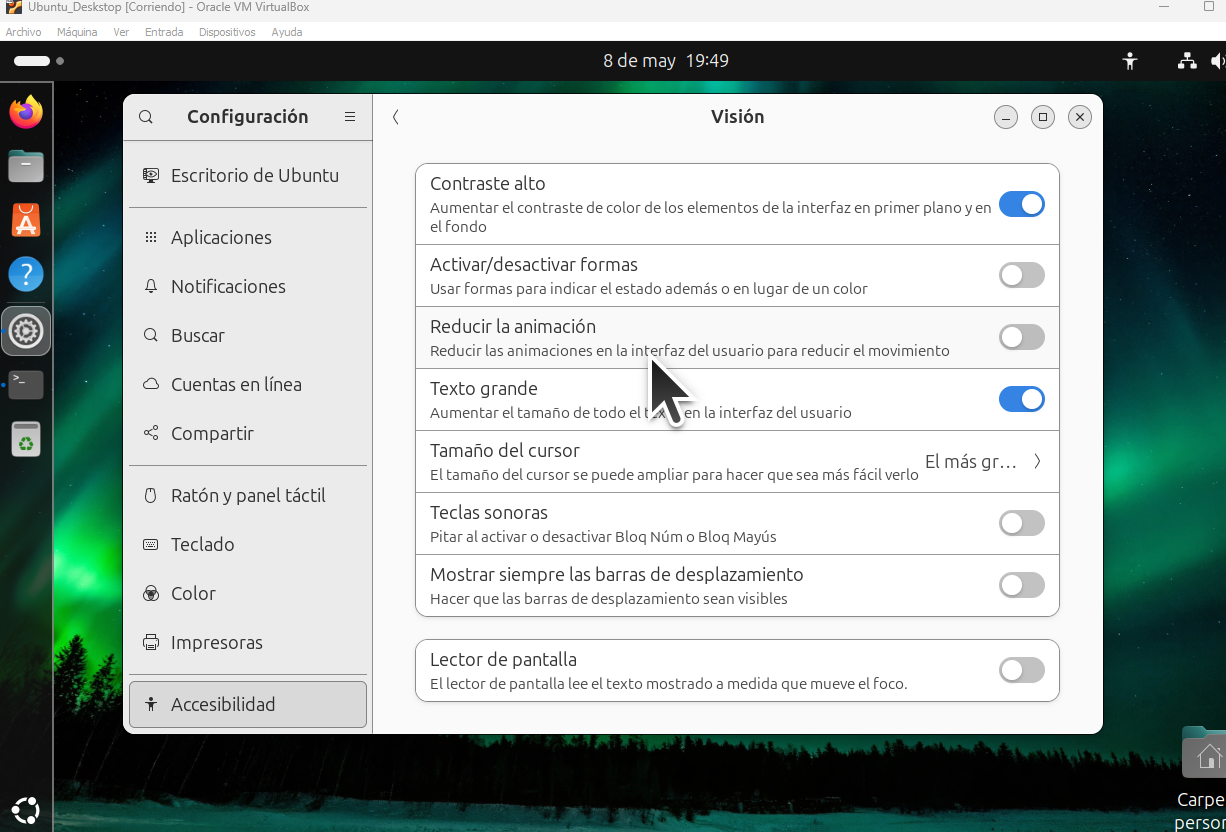 Ubuntu_Deskstop [Corriendo] - Oracle VM VirtualBox
Archivo Máquina Ver Entrada Dispositivos Ayuda
8 de may 19:49
Configuración
Visión
Escritorio de Ubuntu
Aplicaciones
Notificaciones
Buscar
Cuentas en línea
Compartir
Ratón y panel táctil
Teclado
Color
Impresoras
Accesibilidad
Contraste alto
Aumentar el contraste de color de los elementos de la interfaz en primer plano y en
el fondo
Activar/desactivar formas
Usar formas para indicar el estado además o en lugar de un color
Reducir la animación
Reducir las animaciones en la interfaz del usuario para reducir el movimiento
Texto grande
Aumentar el tamaño de todo el texto en la interfaz del usuario
Tamaño del cursor
El tamaño del cursor se puede ampliar para hacer que sea más fácil verlo
El más gr…
Teclas sonoras
Pitar al activar o desactivar Bloq Núm o Bloq Mayús
Mostrar siempre las barras de desplazamiento
Hacer que las barras de desplazamiento sean visibles
Lector de pantalla
El lector de pantalla lee el texto mostrado a medida que mueve el foco.
Carpe
person